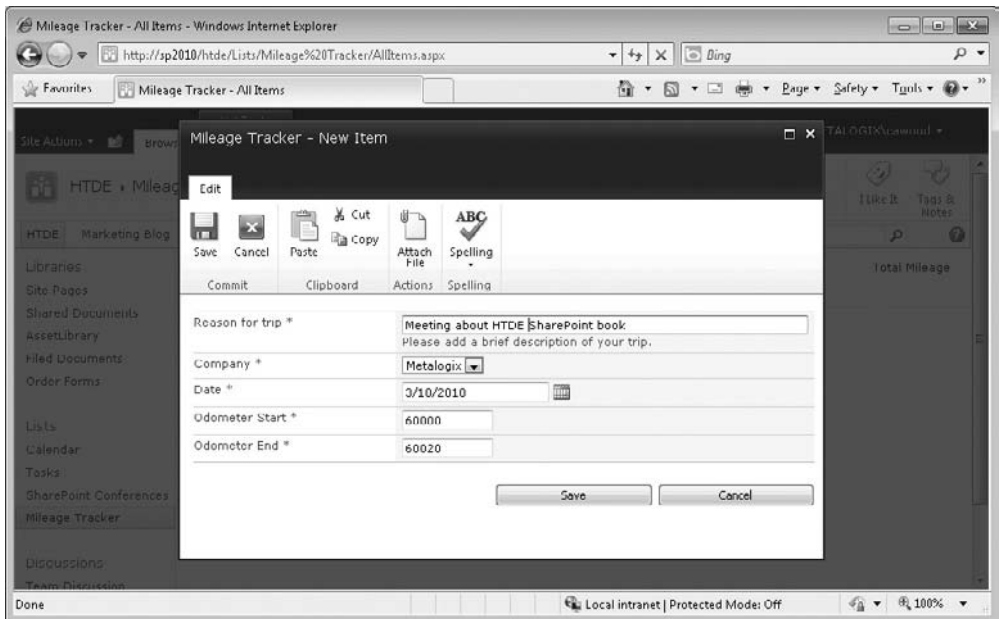 Mileage Tracker - All Items - Windows Internet Explorer
http://sp2010/htde/Lists/Mileage%20Tracker/AllItems.aspx
Bing
Favorites
Mileage Tracker - All Items
Page
Safety
Tools
Site Actions
Brows
Mileage Tracker - New Item
HTDE
Mileag
I Like It
Tags &
Notes
Edit
Save
Cancel
Paste
Cut
Copy
Attach
File
ABC
Spelling
Commit
Clipboard
Actions
Spelling
HTDE
Marketing Blog
Libraries
Site Pages
Shared Documents
AssetLibrary
Filed Documents
Order Forms
Lists
Calendar
Tasks
SharePoint Conferences
Mileage Tracker
Discussions
Team Discussion
Total Mileage
Reason for trip *
Meeting about HTDE SharePoint book
Please add a brief description of your trip.
Company *
Metalogix
Date *
3/10/2010
Odometer Start *
60000
Odometer End *
60020
Save
Cancel
Done
Local intranet | Protected Mode: Off
100%